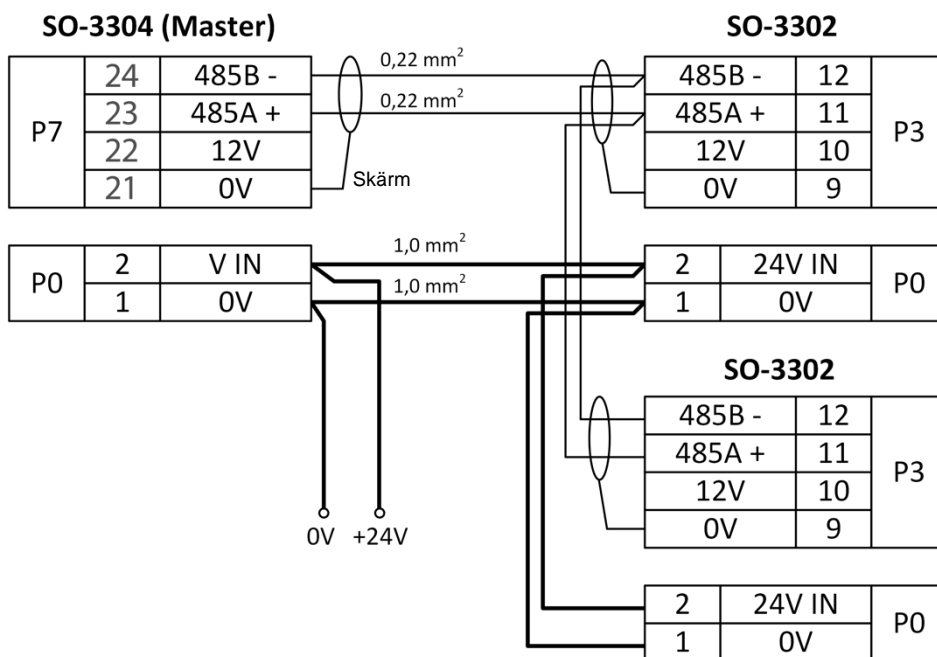 SO-3304 (Master)
P7
24 485B -
23 485A +
22 12V
21 0V
0,22 mm²
0,22 mm²
Skärm
P0
2 V IN
1 0V
1,0 mm²
1,0 mm²
0V +24V
SO-3302
485B - 12
485A + 11
12V 10
0V 9
P3
2 24V IN
1 0V
P0
SO-3302
485B - 12
485A + 11
12V 10
0V 9
P3
2 24V IN
1 0V
P0